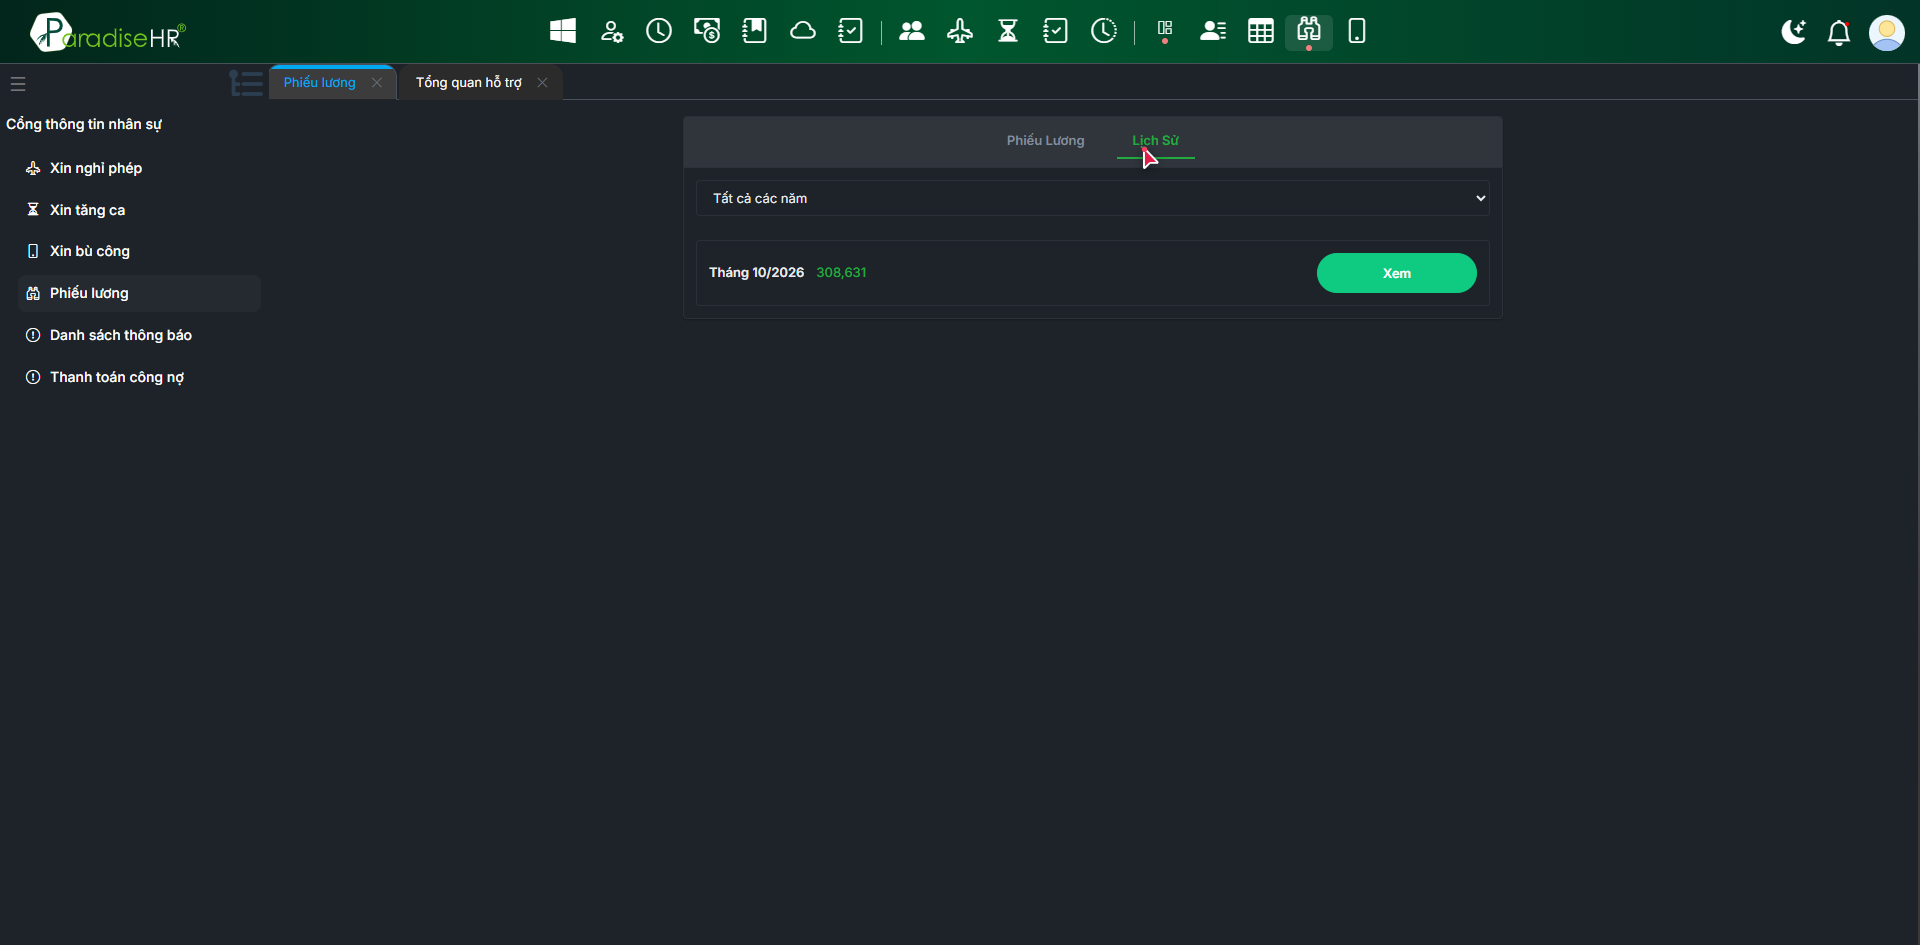 ParadiseHR®
Phiếu lương
Tổng quan hỗ trợ
Cổng thông tin nhân sự
Xin nghỉ phép
Xin tăng ca
Xin bù công
Phiếu lương
Danh sách thông báo
Thanh toán công nợ
Phiếu Lương
Lịch Sử
Tất cả các năm
Tháng 10/2026 308,631
Xem